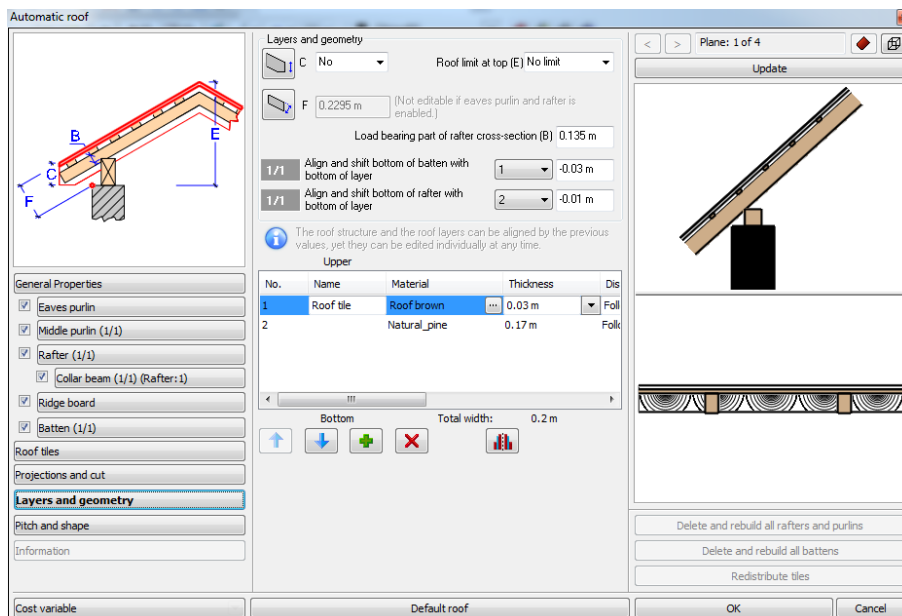 Automatic roof
B
C
F
E
General Properties
Eaves purlin
Middle purlin (1/1)
Rafter (1/1)
Collar beam (1/1) (Rafter:1)
Ridge board
Batten (1/1)
Roof tiles
Projections and cut
Layers and geometry
Pitch and shape
Information
Cost variable
Layers and geometry
C No Roof limit at top (E) No limit
F 0.2295 m (Not editable if eaves purlin and rafter is
enabled.)
Load bearing part of rafter cross-section (B) 0.135 m
1/1 Align and shift bottom of batten with
bottom of layer 1 -0.03 m
1/1 Align and shift bottom of rafter with
bottom of layer 2 -0.01 m
The roof structure and the roof layers can be aligned by the previous
values, yet they can be edited individually at any time.
Upper
No. Name Material Thickness Dis
1 Roof tile Roof brown ... 0.03 m Foll
2 Natural_pine 0.17 m Follo
Bottom Total width: 0.2 m
Default roof
< > Plane: 1 of 4
Update
Delete and rebuild all rafters and purlins
Delete and rebuild all battens
Redistribute tiles
OK Cancel